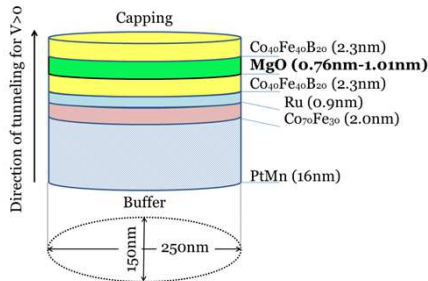 Capping
Direction of tunneling for V>0
Co₄₀Fe₄₀B₂₀ (2.3nm)
MgO (0.76nm-1.01nm)
Co₄₀Fe₄₀B₂₀ (2.3nm)
Ru (0.9nm)
Co₇₀Fe₃₀ (2.0nm)
PtMn (16nm)
Buffer
150nm
250nm